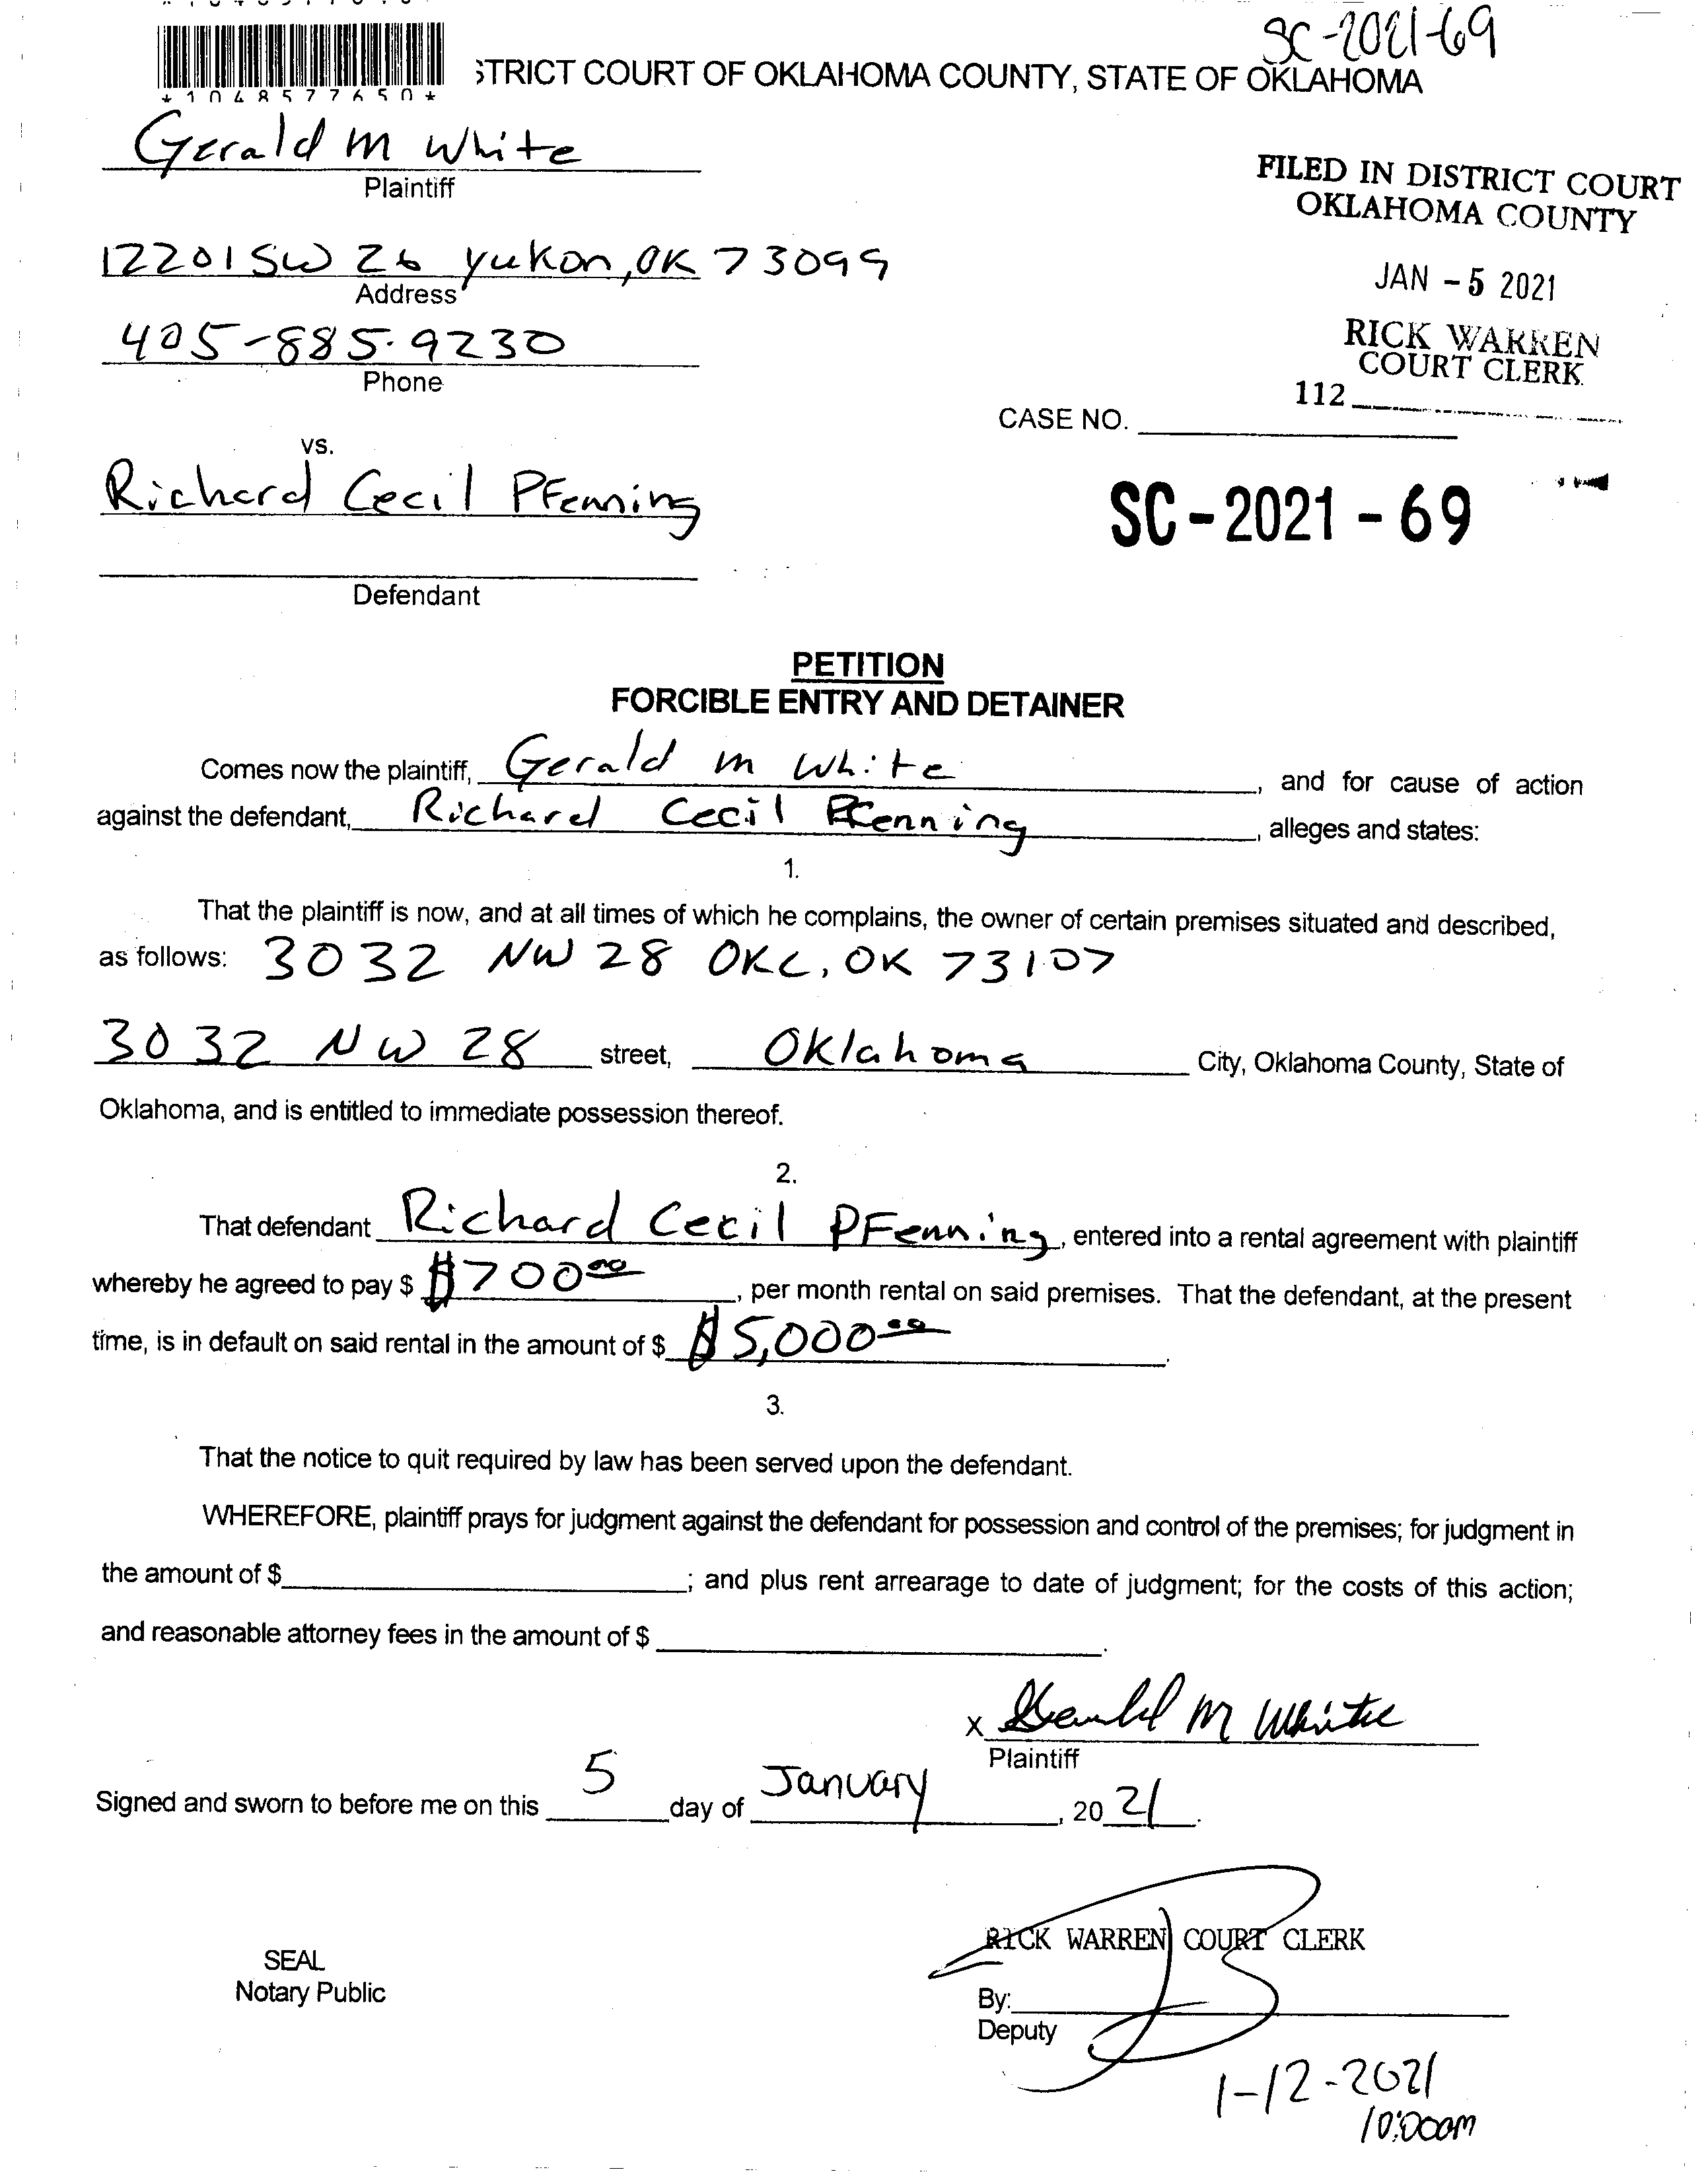 SC-2021-69
*1048577650*
STRICT COURT OF OKLAHOMA COUNTY, STATE OF OKLAHOMA
Gerald M White
Plaintiff
FILED IN DISTRICT COURT
OKLAHOMA COUNTY
12201 SW 26 Yukon, OK 73099
Address
JAN - 5 2021
405-885-9230
Phone
RICK WARREN
COURT CLERK
112
CASE NO.
vs.
Richard Cecil PFenning
SC - 2021 - 69
Defendant
PETITION
FORCIBLE ENTRY AND DETAINER
Comes now the plaintiff, Gerald M White, and for cause of action
against the defendant, Richard Cecil PFenning, alleges and states:
1.
That the plaintiff is now, and at all times of which he complains, the owner of certain premises situated and described,
as follows: 3032 NW 28 OKC, OK 73107
3032 NW 28 street, Oklahoma City, Oklahoma County, State of
Oklahoma, and is entitled to immediate possession thereof.
2.
That defendant Richard Cecil PFenning, entered into a rental agreement with plaintiff
whereby he agreed to pay $ $700.00, per month rental on said premises. That the defendant, at the present
time, is in default on said rental in the amount of $ $5,000.00.
3.
That the notice to quit required by law has been served upon the defendant.
WHEREFORE, plaintiff prays for judgment against the defendant for possession and control of the premises; for judgment in
the amount of $; and plus rent arrearage to date of judgment; for the costs of this action;
and reasonable attorney fees in the amount of $.
X Gerald M White
Plaintiff
Signed and sworn to before me on this 5 day of January, 2021.
RICK WARREN COURT CLERK
SEAL
Notary Public
By:
Deputy
1-12-2021
10:00am